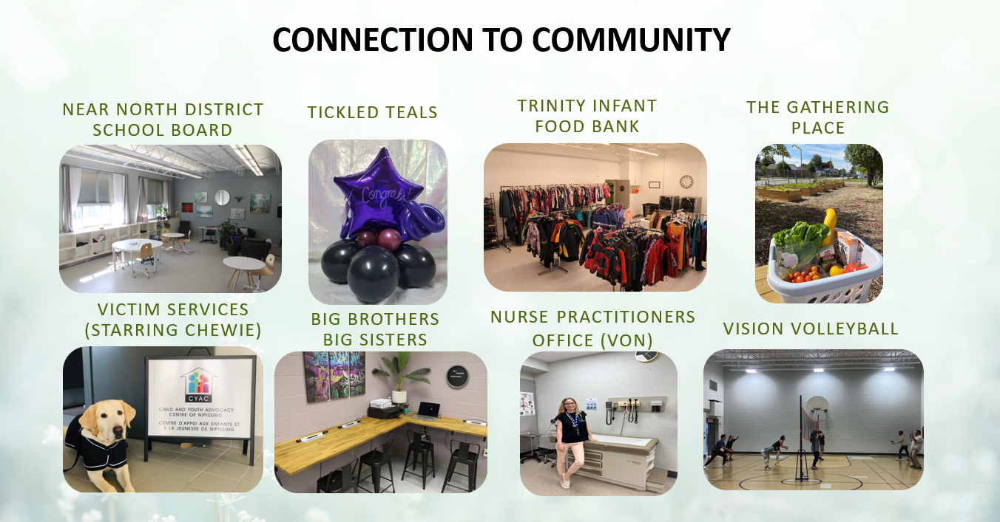 CONNECTION TO COMMUNITY
NEAR NORTH DISTRICT
SCHOOL BOARD
TICKLED TEALS
TRINITY INFANT
FOOD BANK
THE GATHERING
PLACE
Congrats!
VICTIM SERVICES
(STARRING CHEWIE)
BIG BROTHERS
BIG SISTERS
NURSE PRACTITIONERS
OFFICE (VON)
VISION VOLLEYBALL
CYAC
CHILD AND YOUTH ADVOCACY
CENTRE OF NIPISSING
CENTRE D'APPUI AUX ENFANTS ET
À LA JEUNESSE DE NIPISSING